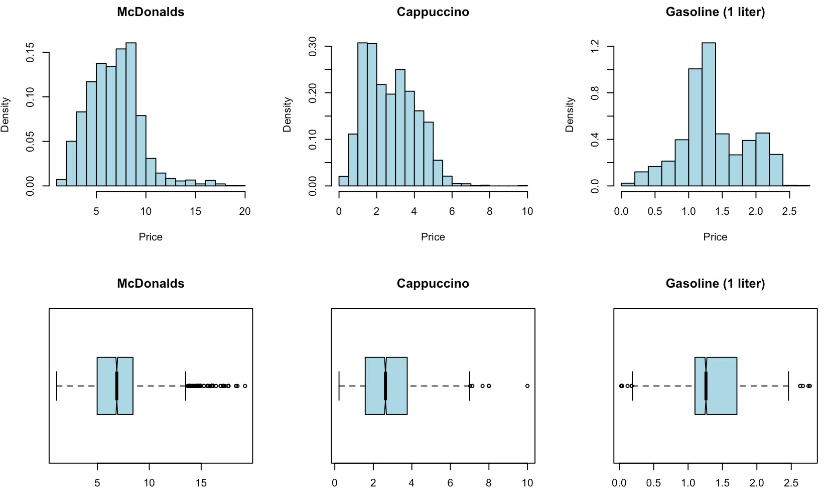 McDonalds
Density
0.00 0.05 0.10 0.15
5 10 15 20
Price
Cappuccino
Density
0.00 0.10 0.20 0.30
0 2 4 6 8 10
Price
Gasoline (1 liter)
Density
0.0 0.4 0.8 1.2
0.0 0.5 1.0 1.5 2.0 2.5
Price
McDonalds
5 10 15
Cappuccino
0 2 4 6 8 10
Gasoline (1 liter)
0.0 0.5 1.0 1.5 2.0 2.5